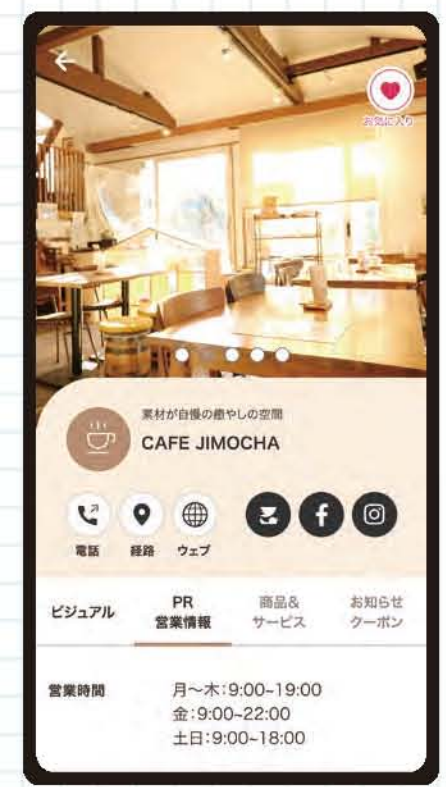 お気に入り
素材が自慢の癒やしの空間
CAFE JIMOCHA
電話 経路 ウェブ
ビジュアル
PR
営業情報
商品&
サービス
お知らせ
クーポン
営業時間
月〜木:9:00~19:00
金:9:00~22:00
土日:9:00~18:00